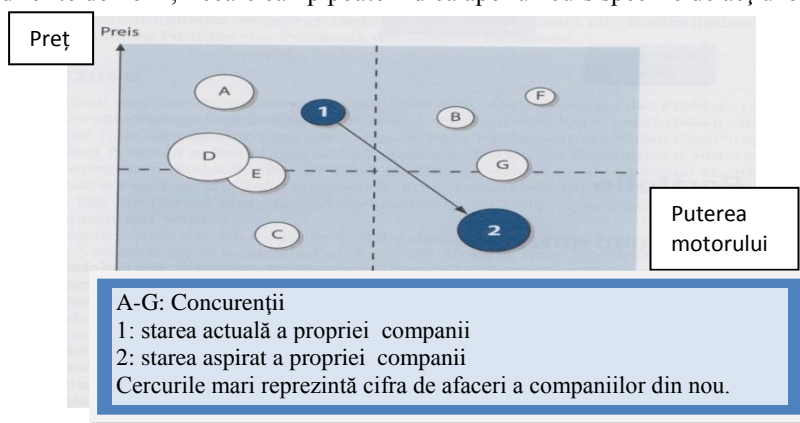 Preț
Preis
A
F
1
B
D
G
E
C
2
Puterea
motorului
A-G: Concurenţii
1: starea actuală a propriei companii
2: starea aspirat a propriei companii
Cercurile mari reprezintă cifra de afaceri a companiilor din nou.